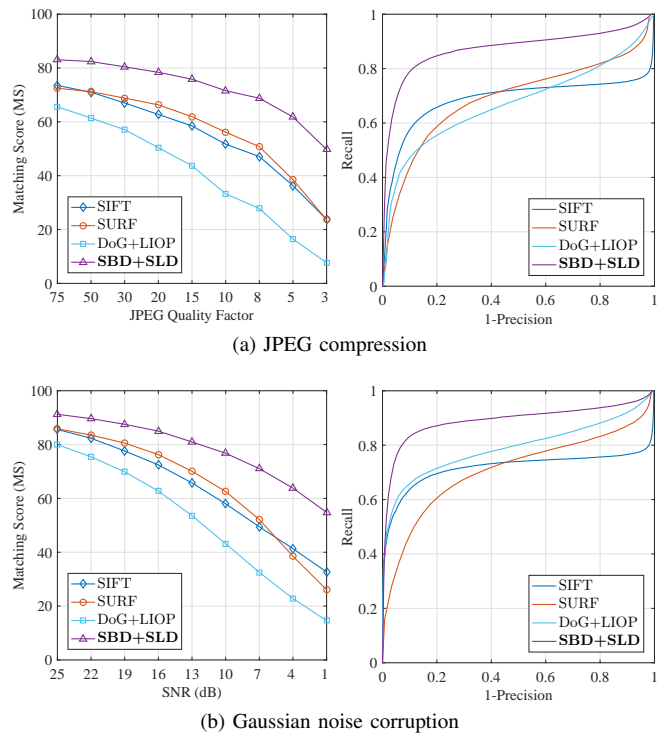 100
80
60
40
20
0
Matching Score (MS)
75 50 30 20 15 10 8 5 3
JPEG Quality Factor
SIFT
SURF
DoG+LIOP
SBD+SLD
1
0.8
0.6
0.4
0.2
0
Recall
0 0.2 0.4 0.6 0.8 1
1-Precision
SIFT
SURF
DoG+LIOP
SBD+SLD
(a) JPEG compression
100
80
60
40
20
0
Matching Score (MS)
25 22 19 16 13 10 7 4 1
SNR (dB)
SIFT
SURF
DoG+LIOP
SBD+SLD
1
0.8
0.6
0.4
0.2
0
Recall
0 0.2 0.4 0.6 0.8 1
1-Precision
SIFT
SURF
DoG+LIOP
SBD+SLD
(b) Gaussian noise corruption